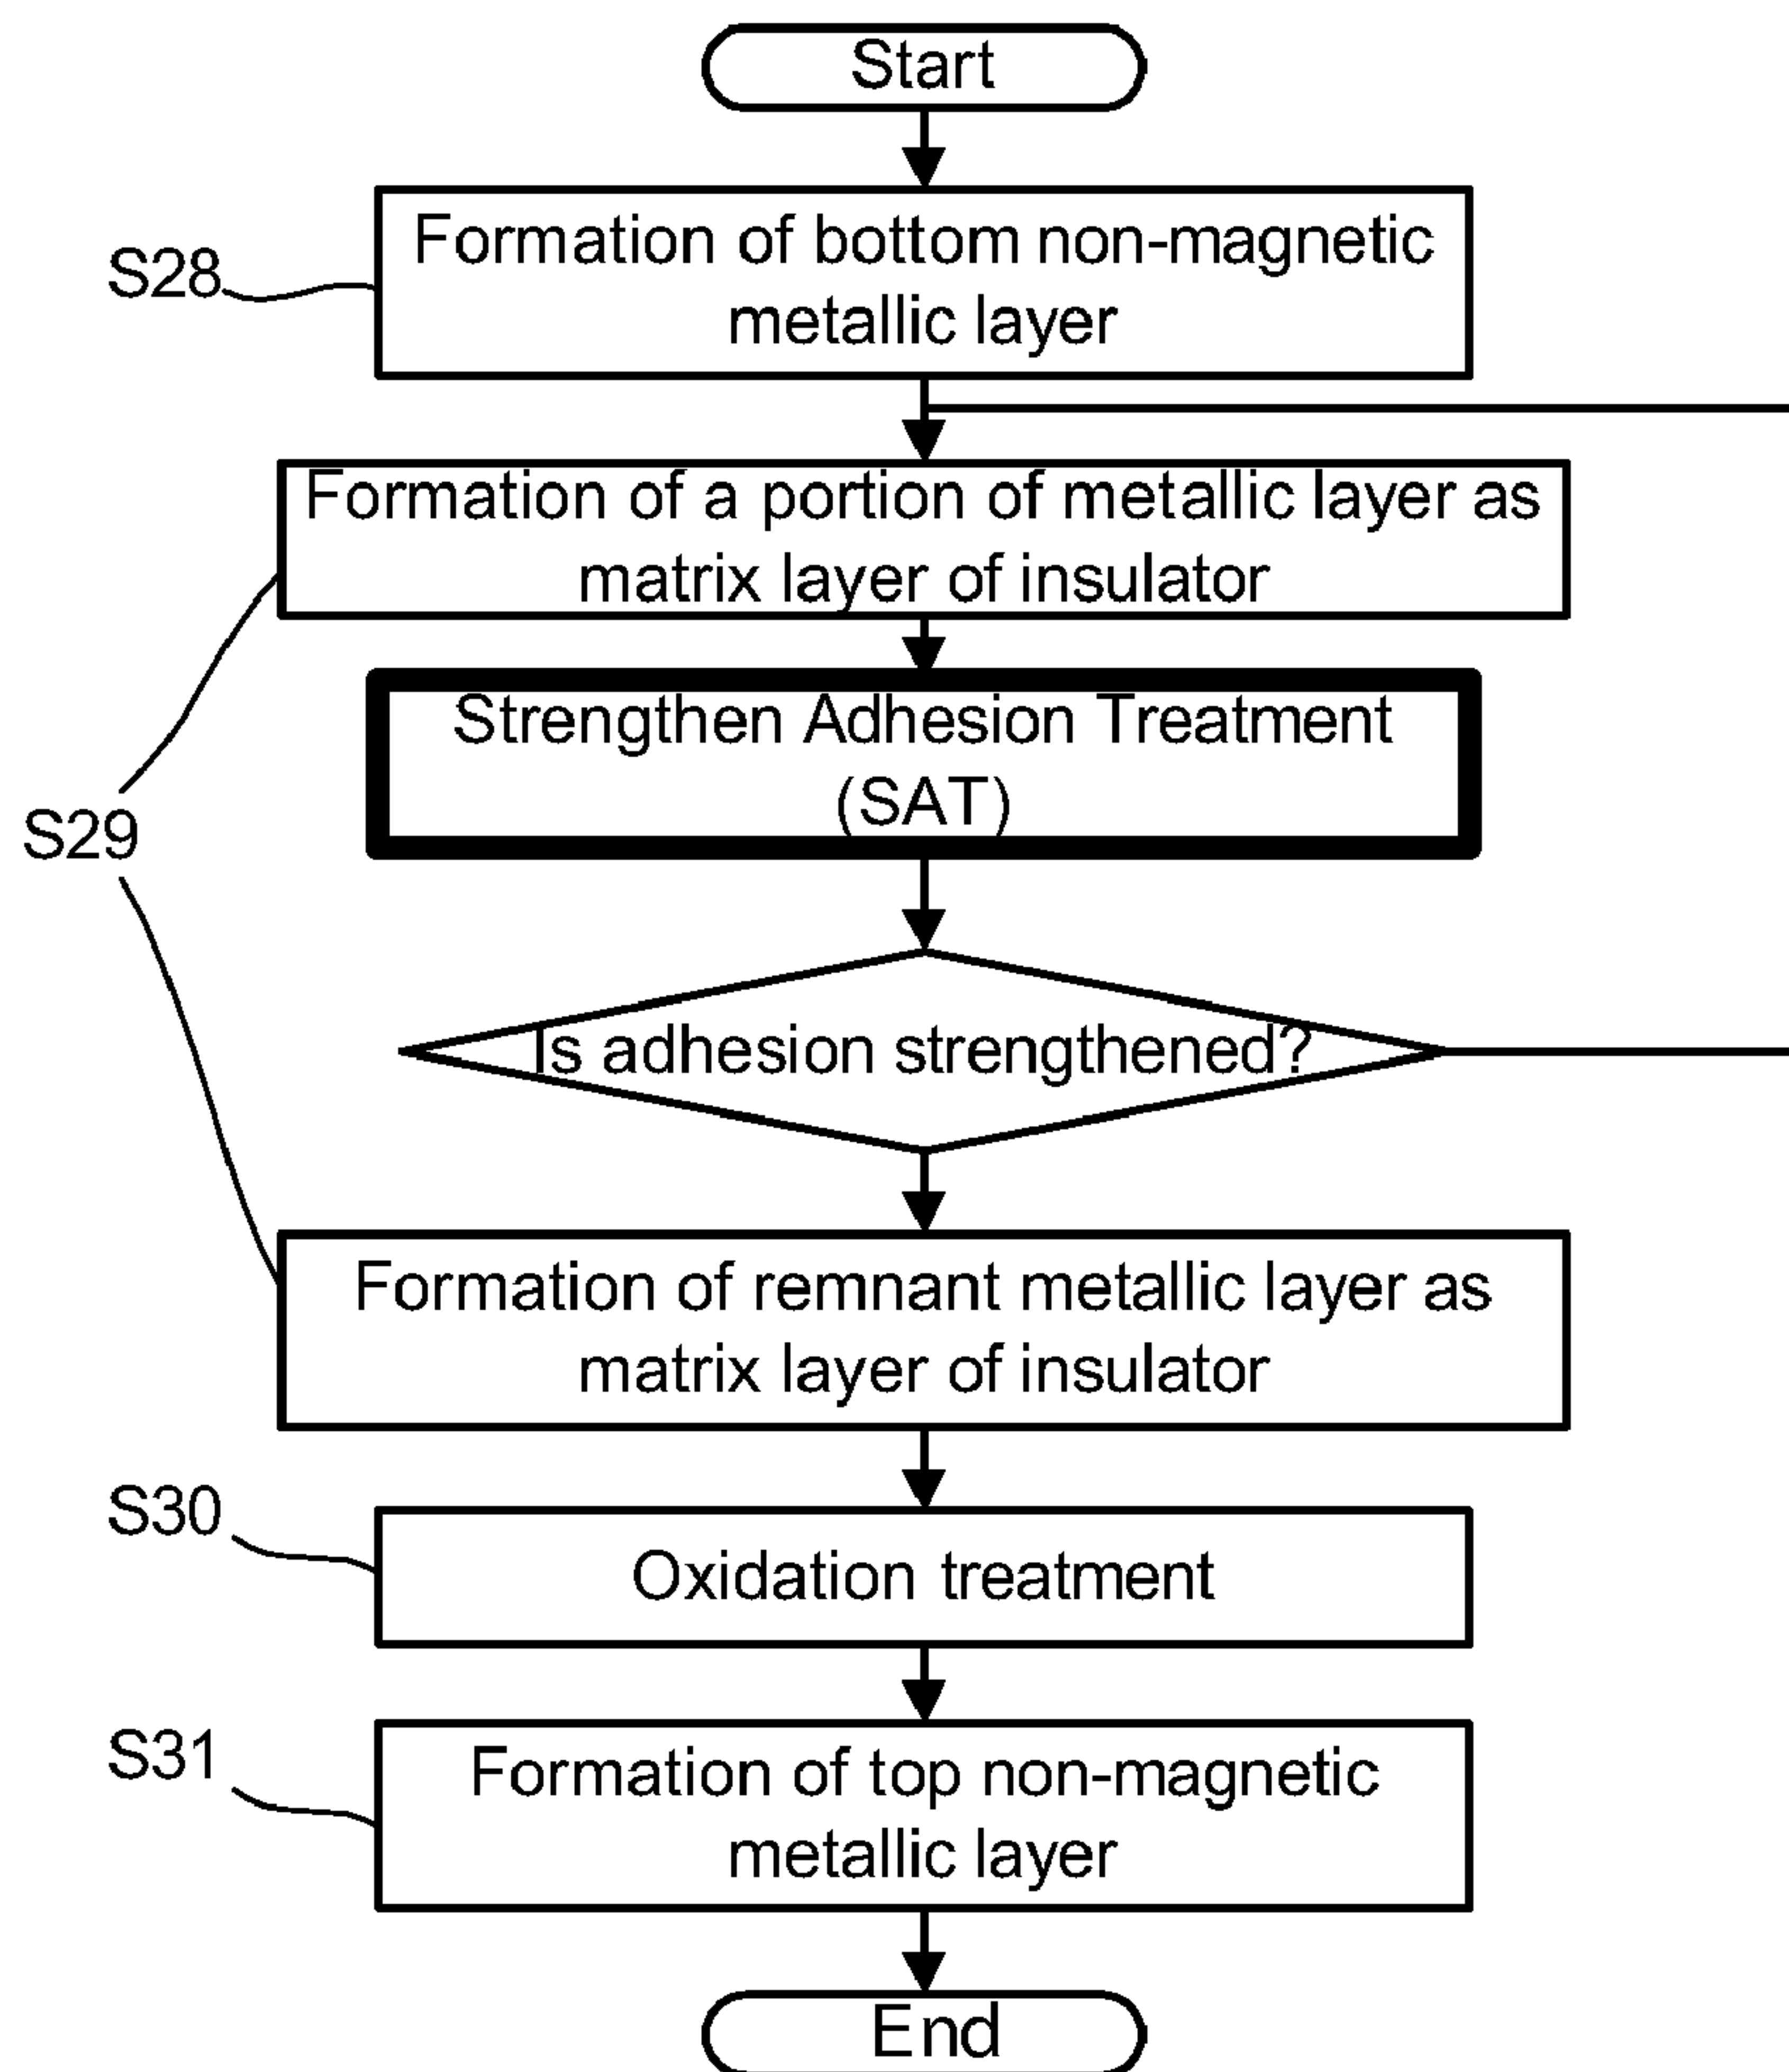 Start
S28
Formation of bottom non-magnetic
metallic layer
Formation of a portion of metallic layer as
matrix layer of insulator
Strengthen Adhesion Treatment
(SAT)
S29
Is adhesion strengthened?
Formation of remnant metallic layer as
matrix layer of insulator
S30
Oxidation treatment
S31
Formation of top non-magnetic
metallic layer
End